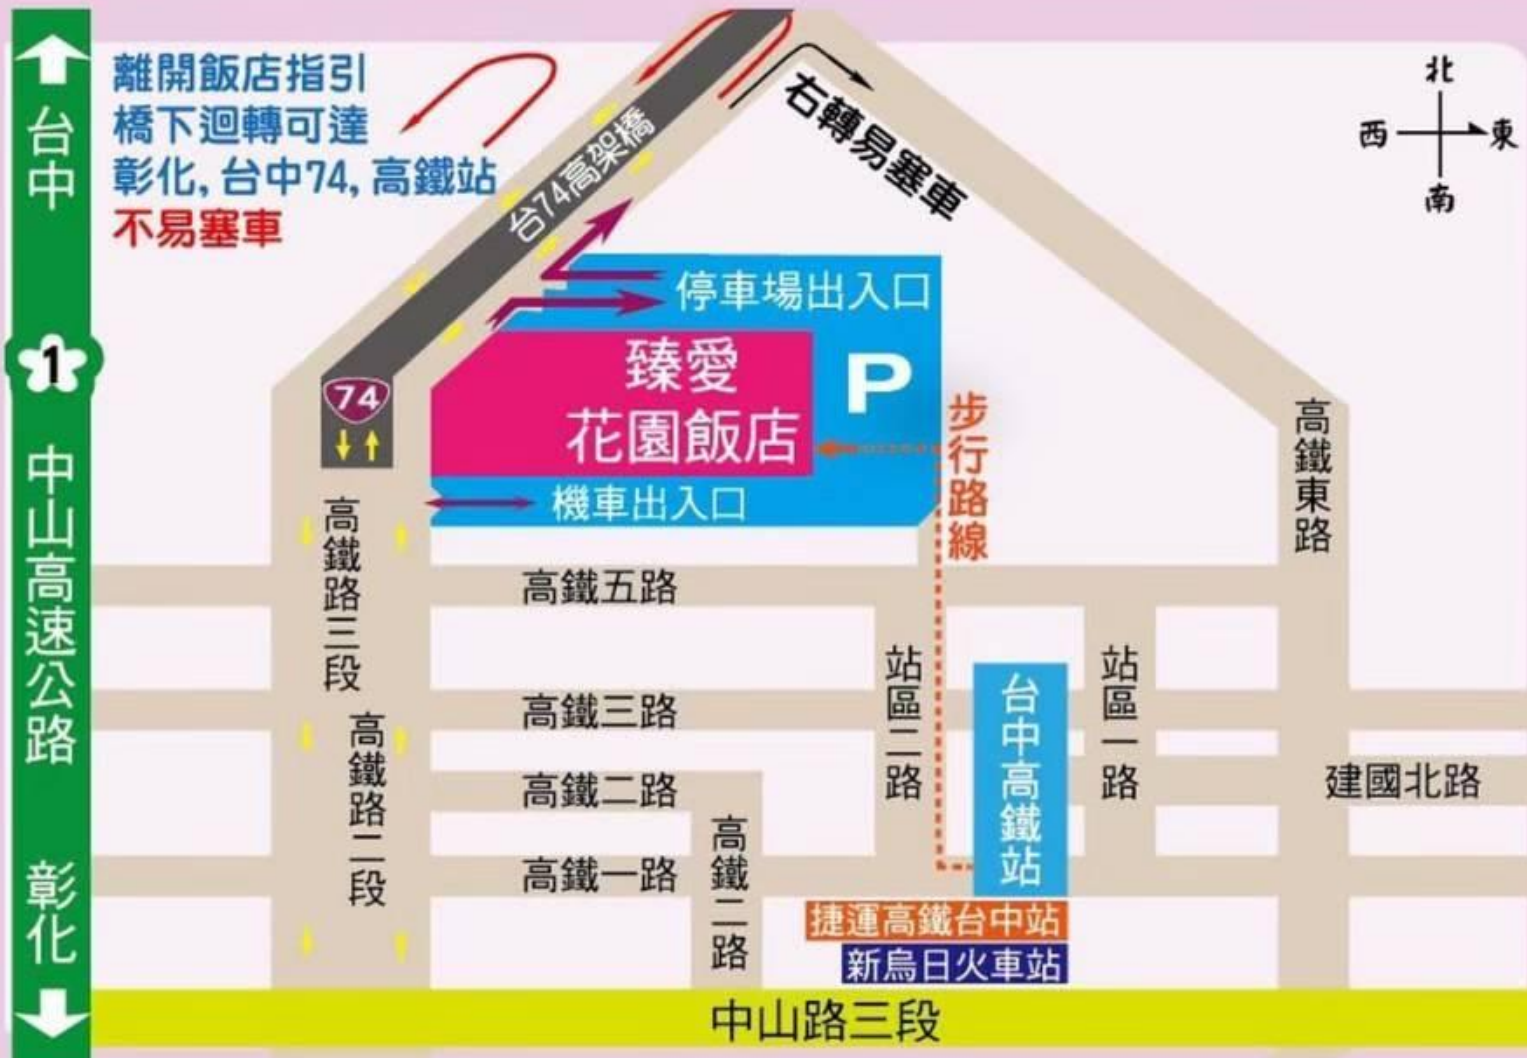 台中
1
中山高速公路
彰化
離開飯店指引
橋下迴轉可達
彰化, 台中74, 高鐵站
不易塞車
台74高架橋
右轉易塞車
北
西
東
南
停車場出入口
臻愛
花園飯店
P
機車出入口
步行路線
74
高鐵路三段
高鐵路二段
高鐵東路
高鐵五路
高鐵三路
高鐵二路
高鐵一路
高鐵二路
站區二路
台中高鐵站
站區一路
建國北路
捷運高鐵台中站
新烏日火車站
中山路三段